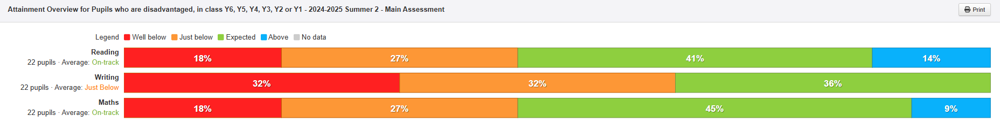 Attainment Overview for Pupils who are disadvantaged, in class Y6, Y5, Y4, Y3, Y2 or Y1 - 2024-2025 Summer 2 - Main Assessment
Print
Legend Well below Just below Expected Above No data
Reading
22 pupils · Average: On-track
18% 27% 41% 14%
Writing
22 pupils · Average: Just Below
32% 32% 36%
Maths
22 pupils · Average: On-track
18% 27% 45% 9%